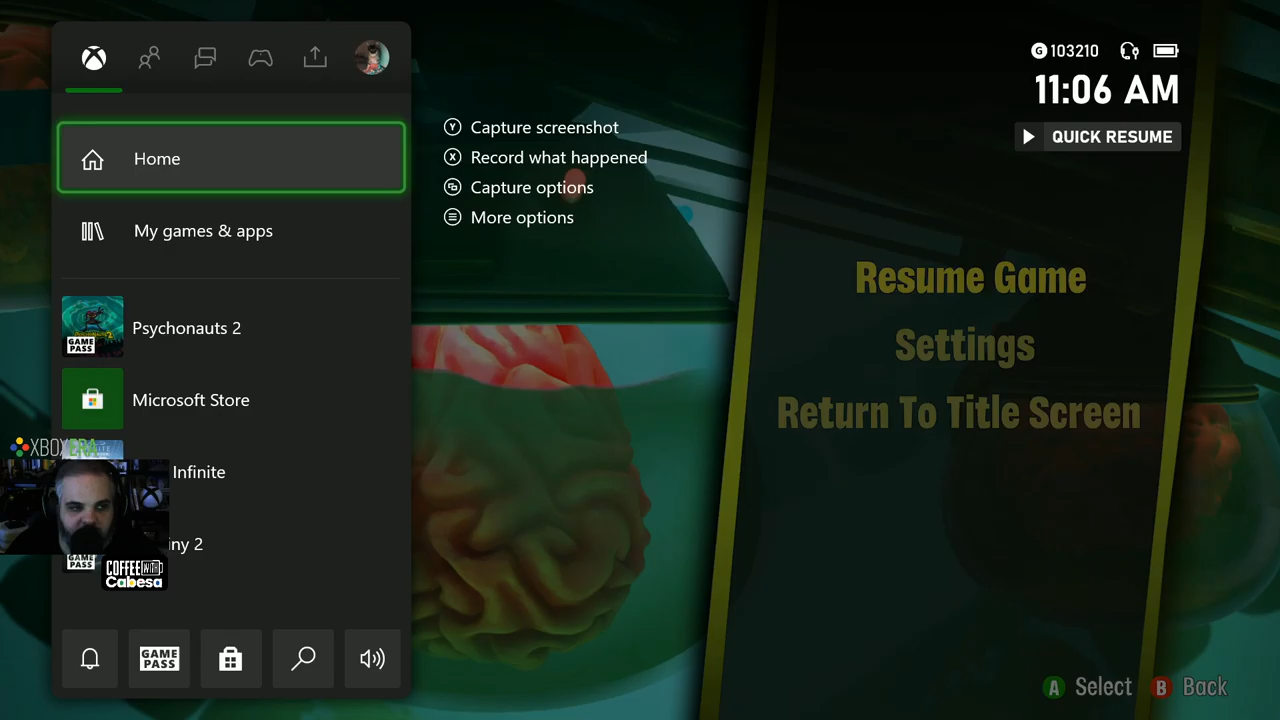 G 103210
11:06 AM
QUICK RESUME
Home
My games & apps
Y Capture screenshot
X Record what happened
Capture options
More options
Psychonauts 2
GAME PASS
Microsoft Store
XBOXERA
Infinite
iny 2
GAME PASS
COFFEE WITH
Cabesa
GAME PASS
Resume Game
Settings
Return To Title Screen
A Select B Back